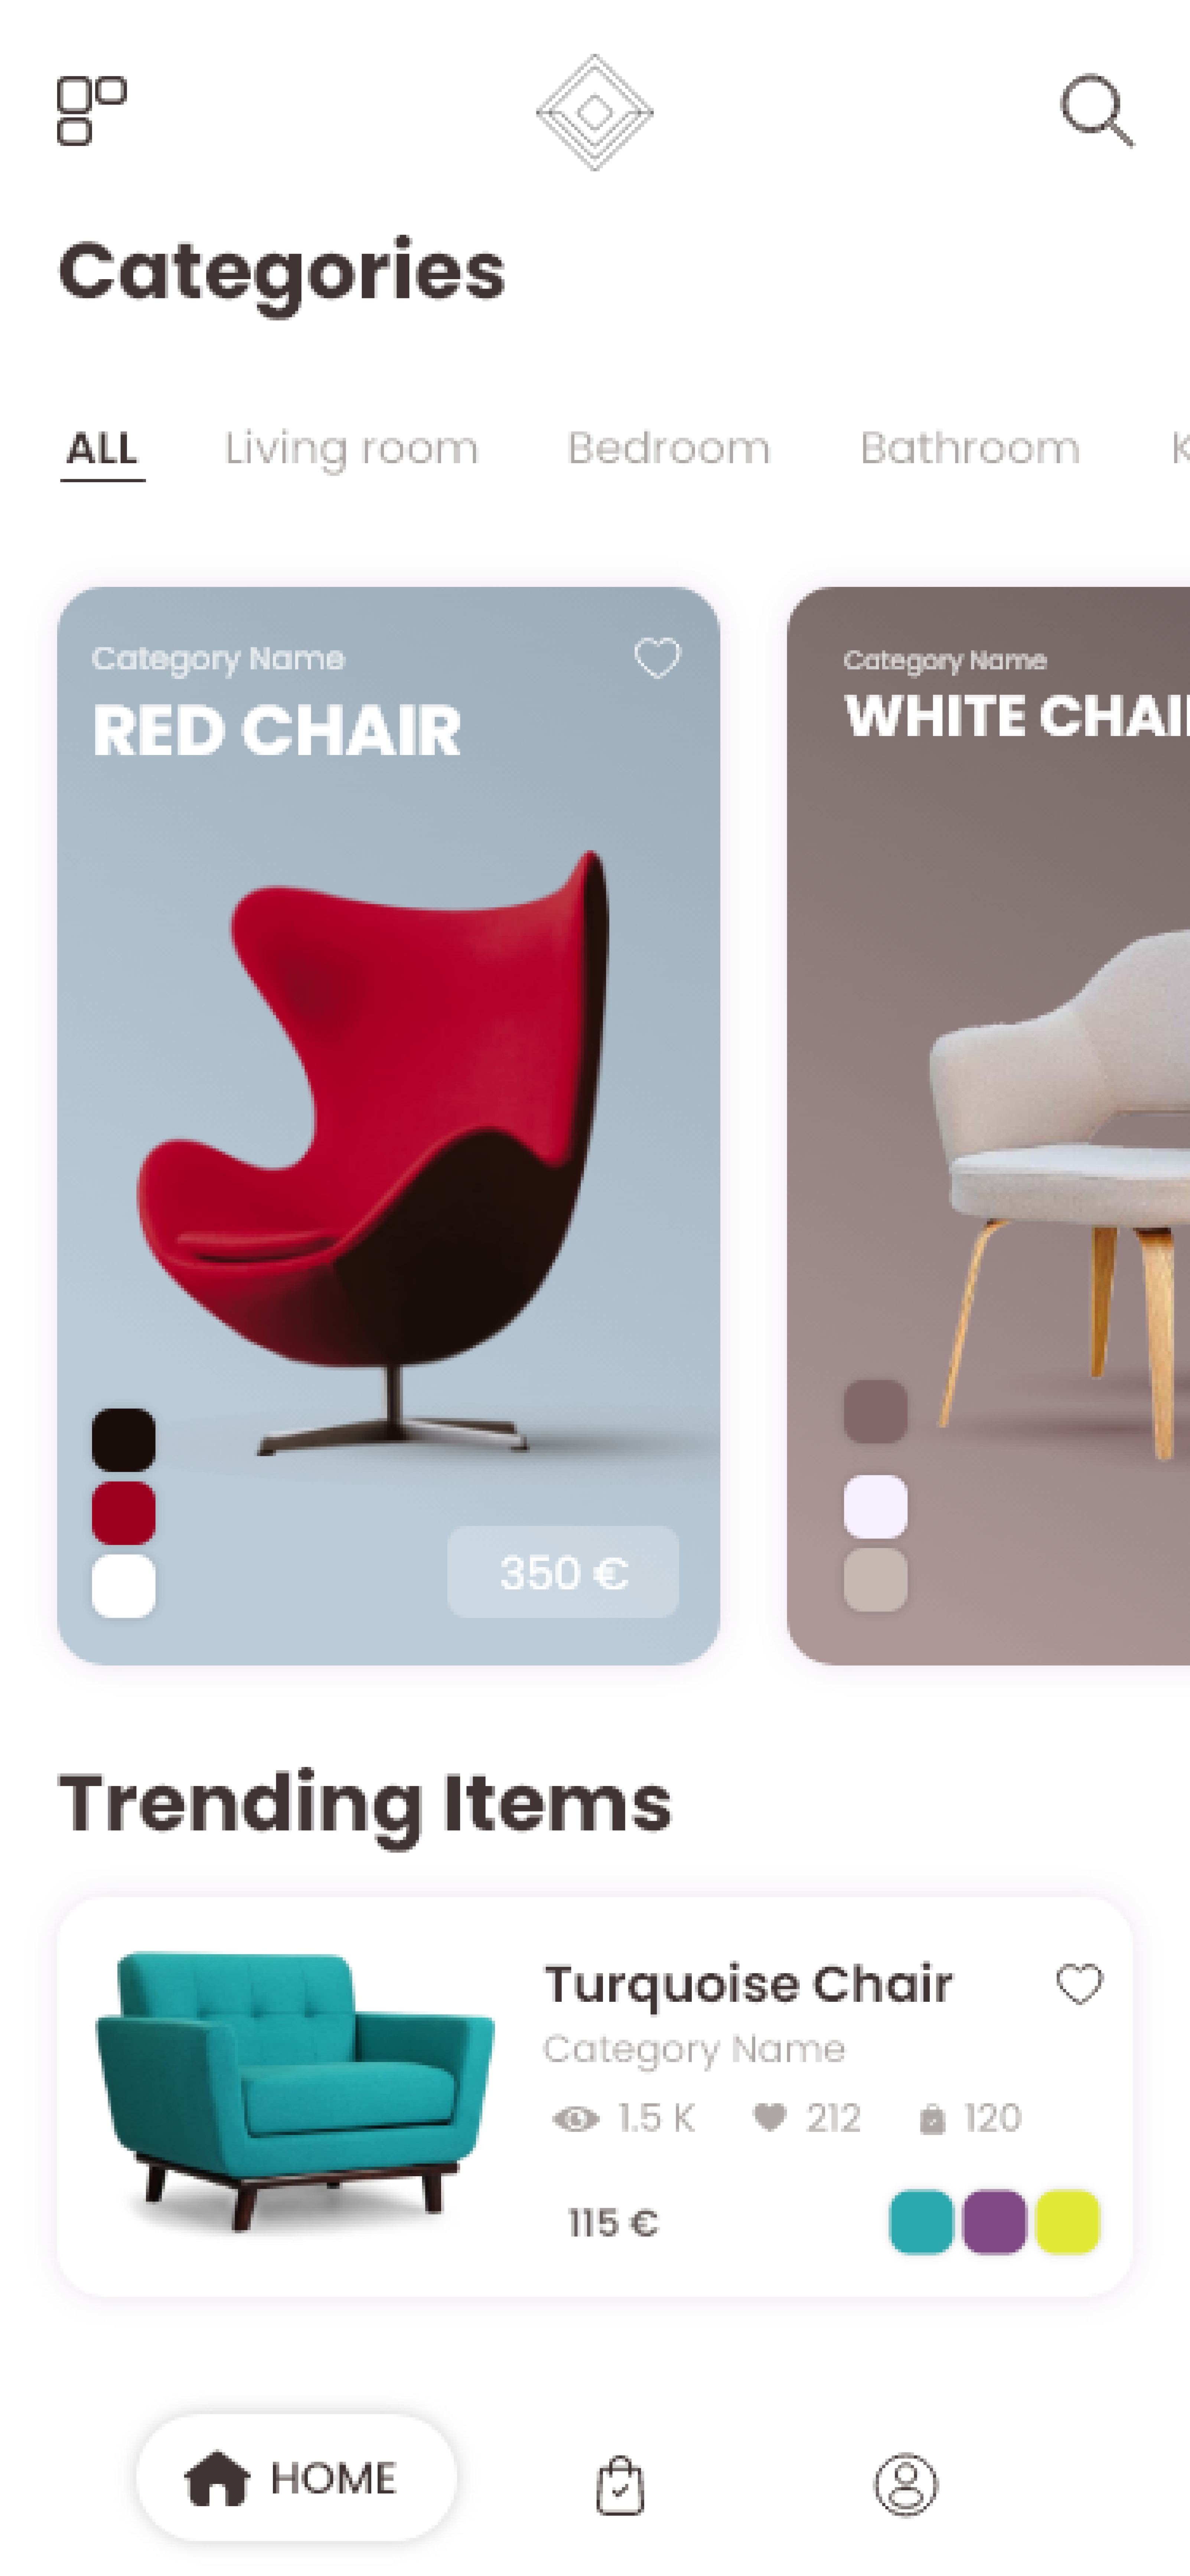 Categories
ALL Living room Bedroom Bathroom K
Category Name
RED CHAIR
350 €
Category Name
WHITE CHAI
Trending Items
Turquoise Chair
Category Name
1.5 K 212 120
115 €
HOME